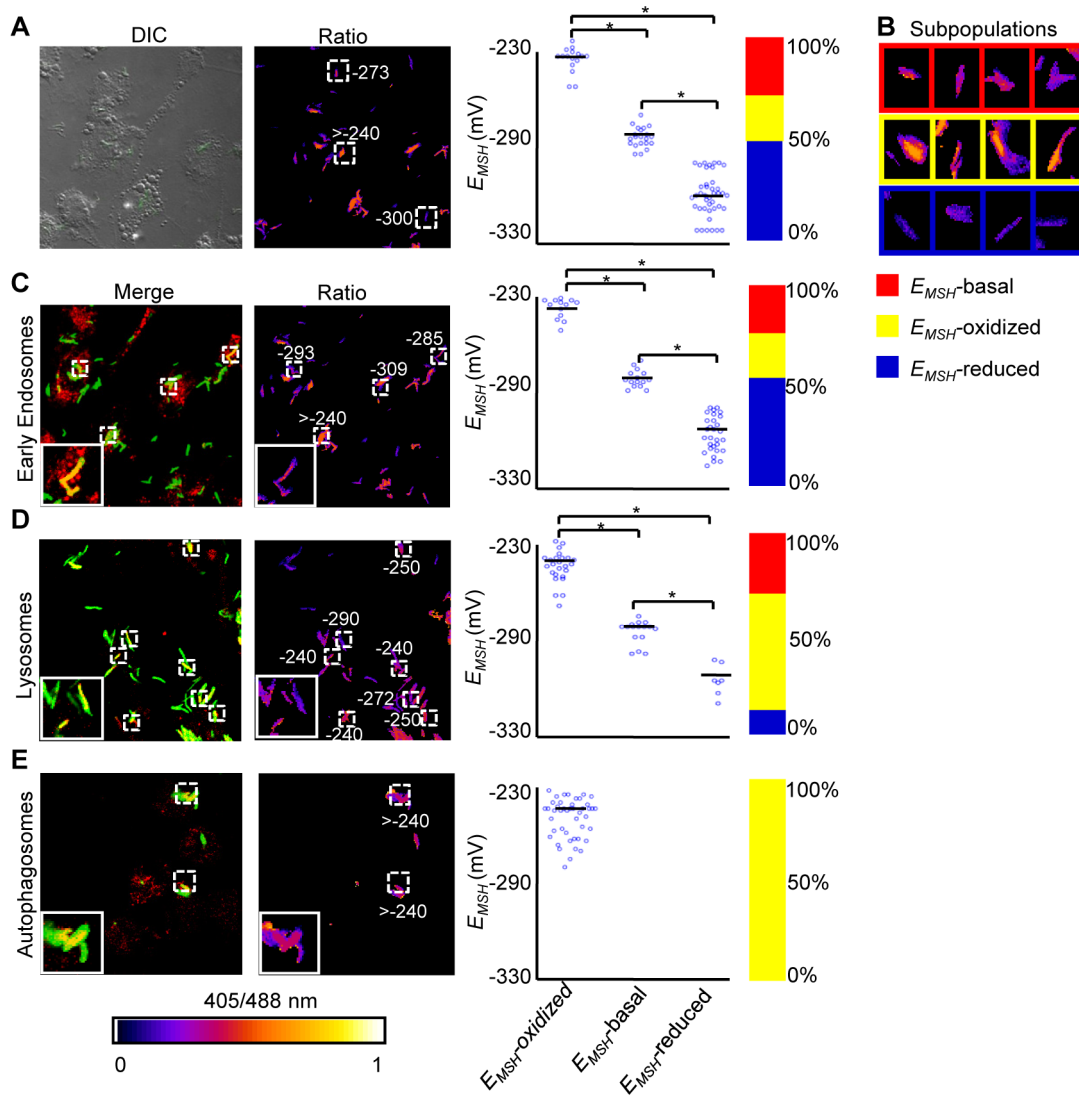 A
DIC
Ratio
-273
>-240
-300
E_MSH (mV)
-230
-290
-330
*
*
*
100%
50%
0%
B
Subpopulations
E_MSH-basal
E_MSH-oxidized
E_MSH-reduced
C
Early Endosomes
Merge
Ratio
-285
-293
-309
>-240
E_MSH (mV)
-230
-290
-330
*
*
*
100%
50%
0%
D
Lysosomes
-250
-290
-240
-240
-272
-250
-240
E_MSH (mV)
-230
-290
-330
*
*
*
100%
50%
0%
E
Autophagosomes
>-240
>-240
E_MSH (mV)
-230
-290
-330
100%
50%
0%
E_MSH-oxidized
E_MSH-basal
E_MSH-reduced
405/488 nm
0
1